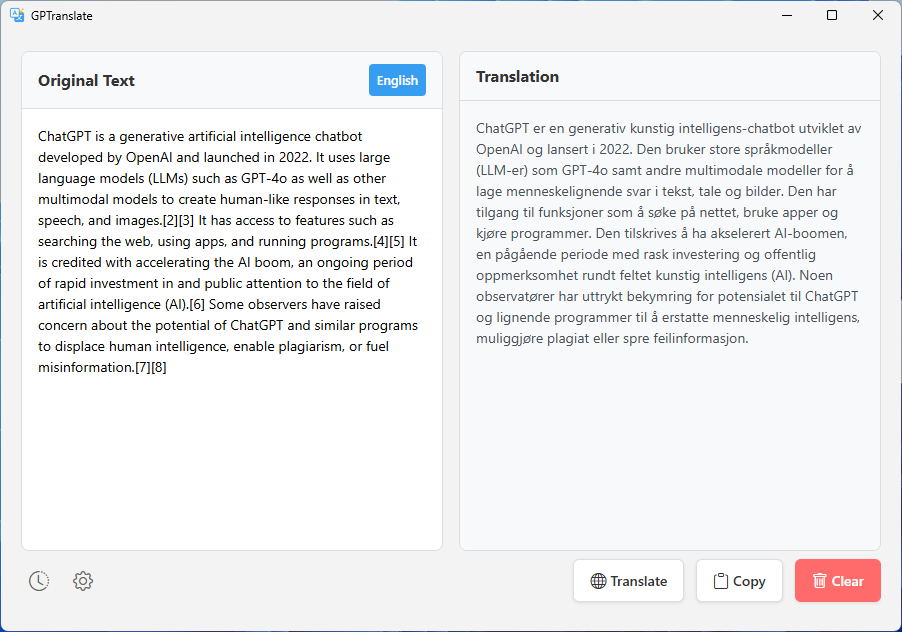 GPTranslate
Original Text
English
ChatGPT is a generative artificial intelligence chatbot
developed by OpenAI and launched in 2022. It uses large
language models (LLMs) such as GPT-4o as well as other
multimodal models to create human-like responses in text,
speech, and images.[2][3] It has access to features such as
searching the web, using apps, and running programs.[4][5] It
is credited with accelerating the AI boom, an ongoing period
of rapid investment in and public attention to the field of
artificial intelligence (AI).[6] Some observers have raised
concern about the potential of ChatGPT and similar programs
to displace human intelligence, enable plagiarism, or fuel
misinformation.[7][8]
Translation
ChatGPT er en generativ kunstig intelligens-chatbot utviklet av
OpenAI og lansert i 2022. Den bruker store språkmodeller
(LLM-er) som GPT-4o samt andre multimodale modeller for å
lage menneskelignende svar i tekst, tale og bilder. Den har
tilgang til funksjoner som å søke på nettet, bruke apper og
kjøre programmer. Den tilskrives å ha akselerert AI-boomen,
en pågående periode med rask investering og offentlig
oppmerksomhet rundt feltet kunstig intelligens (AI). Noen
observatører har uttrykt bekymring for potensialet til ChatGPT
og lignende programmer til å erstatte menneskelig intelligens,
muliggjøre plagiat eller spre feilinformasjon.
Translate
Copy
Clear